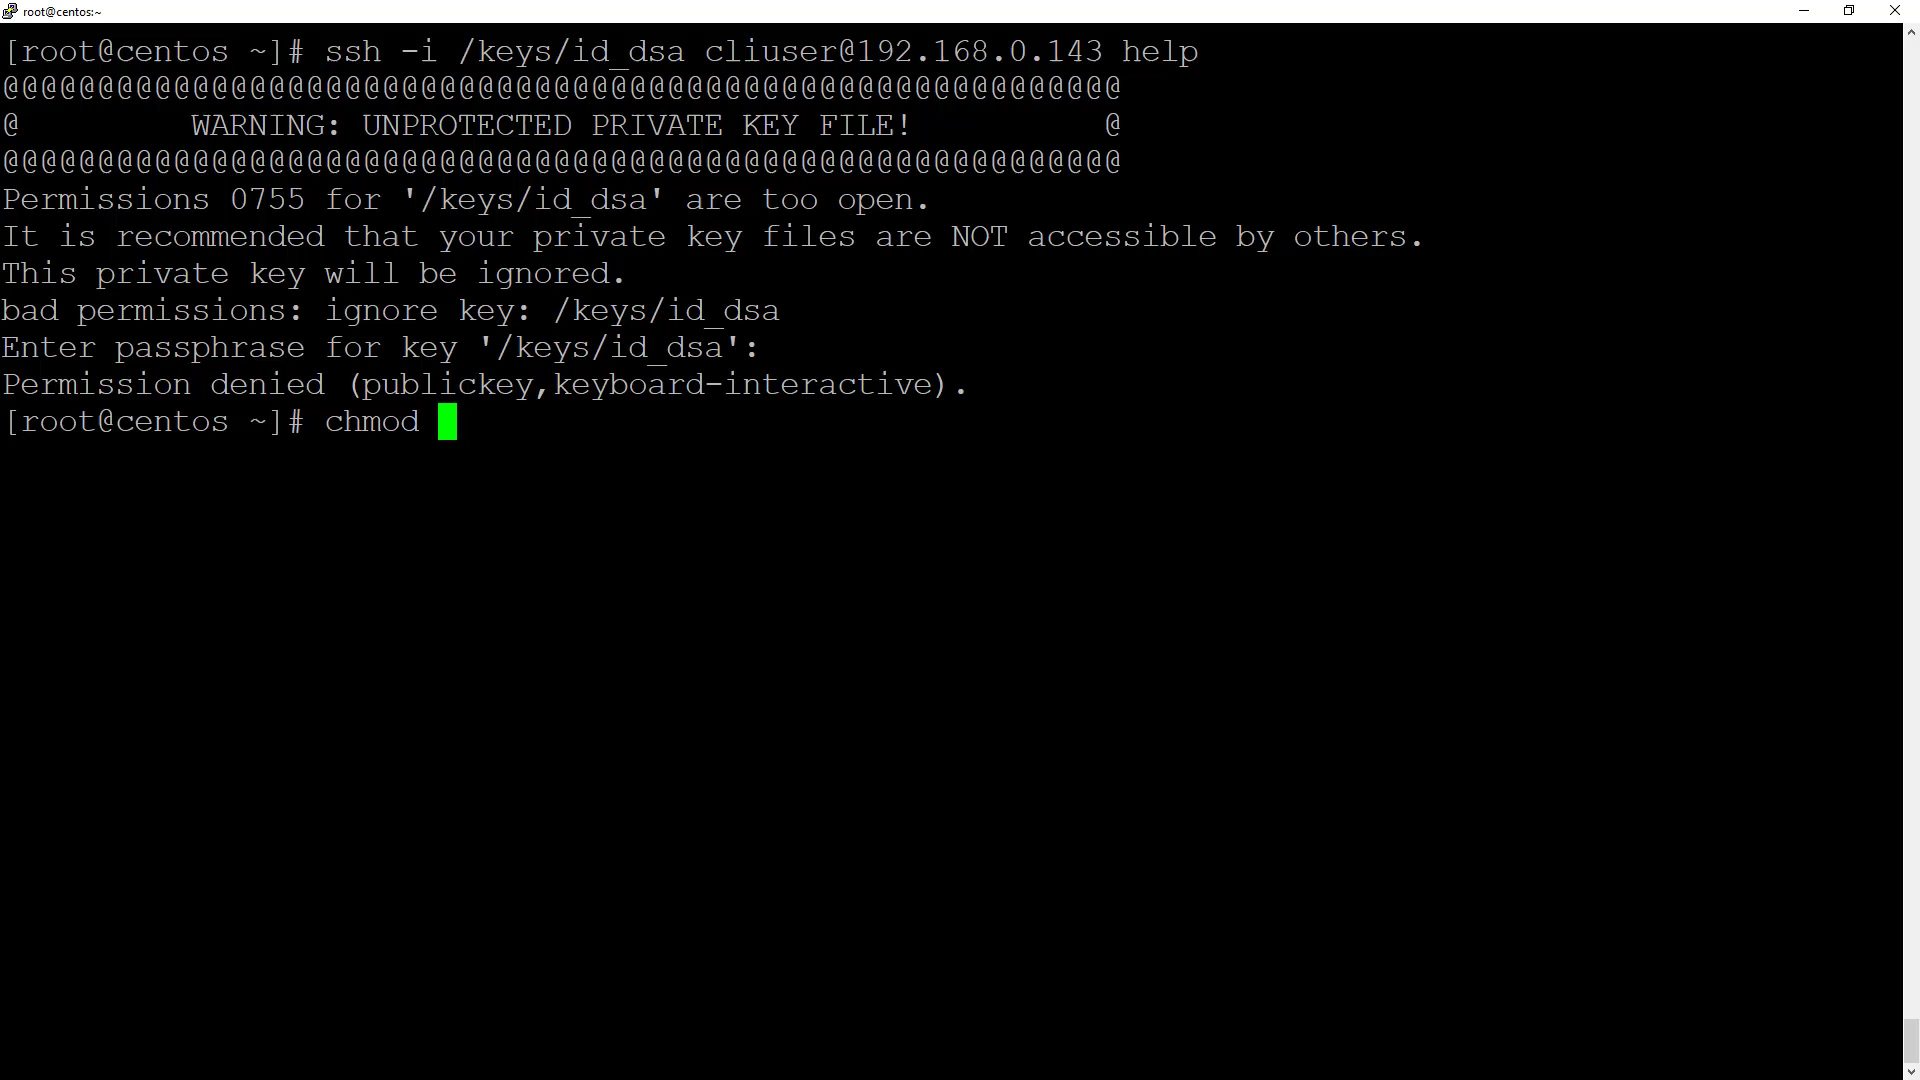 root@centos:~
[root@centos ~]# ssh -i /keys/id_dsa cliuser@192.168.0.143 help
@@@@@@@@@@@@@@@@@@@@@@@@@@@@@@@@@@@@@@@@@@@@@@@@@@@@@@@@@@@
@         WARNING: UNPROTECTED PRIVATE KEY FILE!          @
@@@@@@@@@@@@@@@@@@@@@@@@@@@@@@@@@@@@@@@@@@@@@@@@@@@@@@@@@@@
Permissions 0755 for '/keys/id_dsa' are too open.
It is recommended that your private key files are NOT accessible by others.
This private key will be ignored.
bad permissions: ignore key: /keys/id_dsa
Enter passphrase for key '/keys/id_dsa':
Permission denied (publickey,keyboard-interactive).
[root@centos ~]# chmod